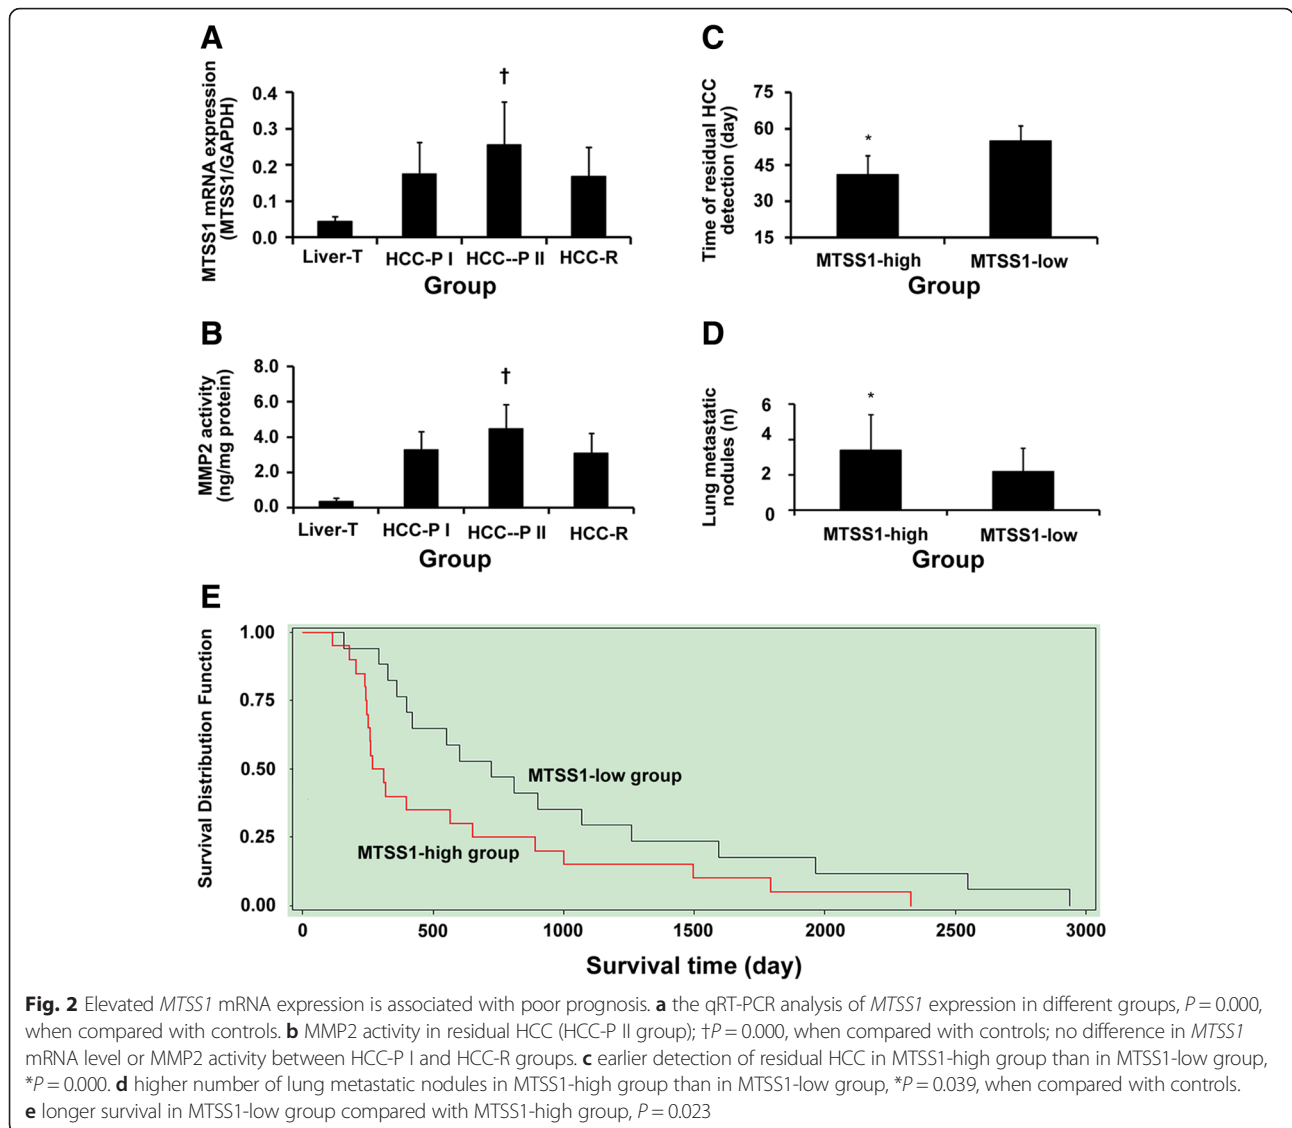 A
MTSS1 mRNA expression
(MTSS1/GAPDH)
†
0.4
0.3
0.2
0.1
0.0
Liver-T HCC-P I HCC--P II HCC-R
Group
C
Time of residual HCC
detection (day)
*
75
60
45
30
15
MTSS1-high MTSS1-low
Group
B
MMP2 activity
(ng/mg protein)
†
8.0
6.0
4.0
2.0
0.0
Liver-T HCC-P I HCC--P II HCC-R
Group
D
Lung metastatic
nodules (n)
*
6
4
2
0
MTSS1-high MTSS1-low
Group
E
Survival Distribution Function
1.00
0.75
0.50
0.25
0.00
MTSS1-low group
MTSS1-high group
0 500 1000 1500 2000 2500 3000
Survival time (day)
Fig. 2 Elevated MTSS1 mRNA expression is associated with poor prognosis. a the qRT-PCR analysis of MTSS1 expression in different groups, P = 0.000,
when compared with controls. b MMP2 activity in residual HCC (HCC-P II group); †P = 0.000, when compared with controls; no difference in MTSS1
mRNA level or MMP2 activity between HCC-P I and HCC-R groups. c earlier detection of residual HCC in MTSS1-high group than in MTSS1-low group,
*P = 0.000. d higher number of lung metastatic nodules in MTSS1-high group than in MTSS1-low group, *P = 0.039, when compared with controls.
e longer survival in MTSS1-low group compared with MTSS1-high group, P = 0.023